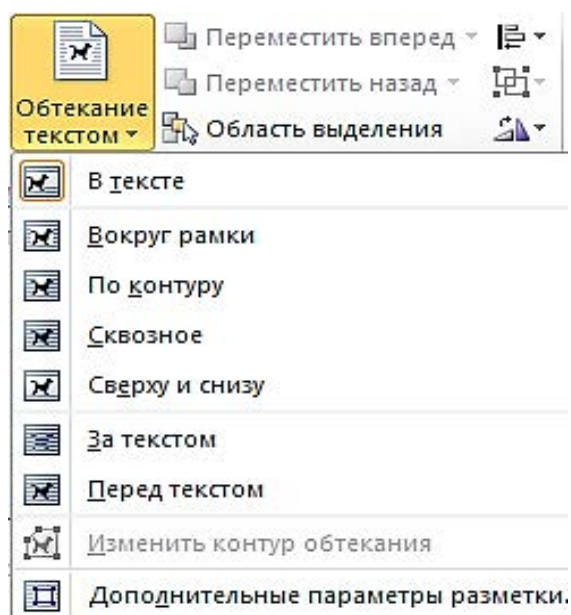 Переместить вперед
Переместить назад
Обтекание
текстом
Область выделения
В тексте
Вокруг рамки
По контуру
Сквозное
Сверху и снизу
За текстом
Перед текстом
Изменить контур обтекания
Дополнительные параметры разметки.